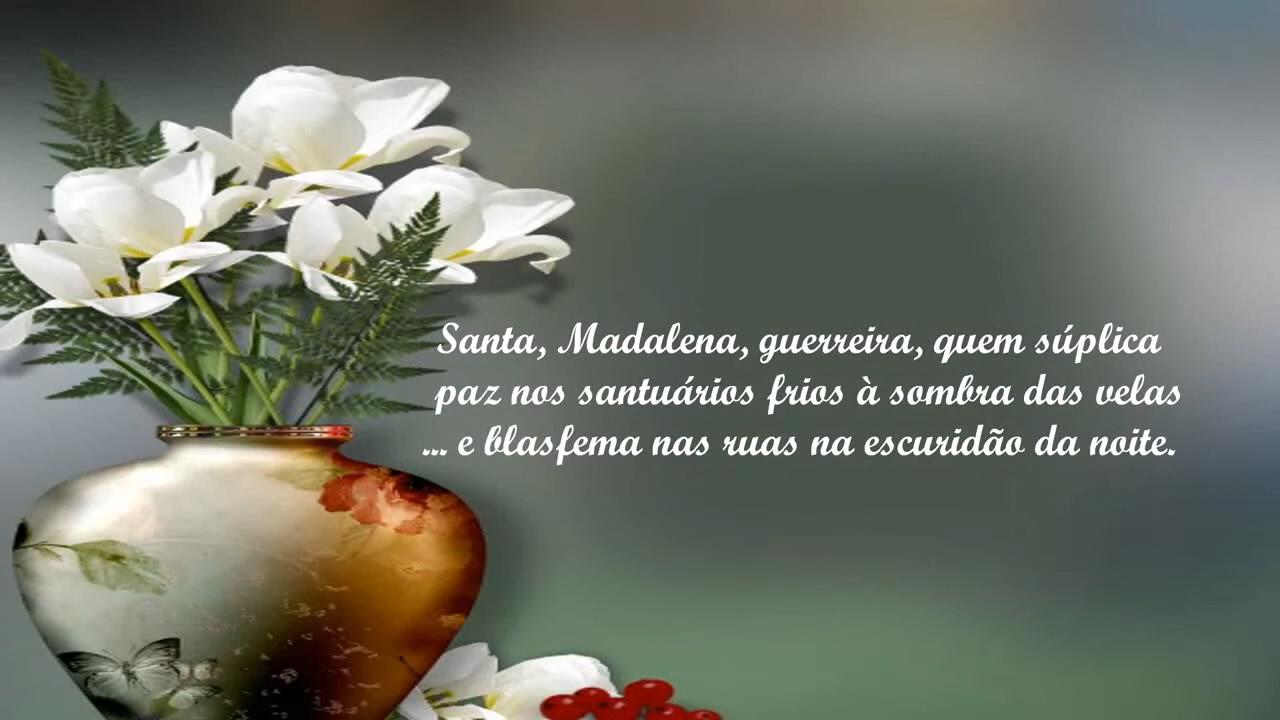 Santa, Madalena, guerreira, quem súplica
paz nos santuários frios à sombra das velas
... e blasfema nas ruas na escuridão da noite.